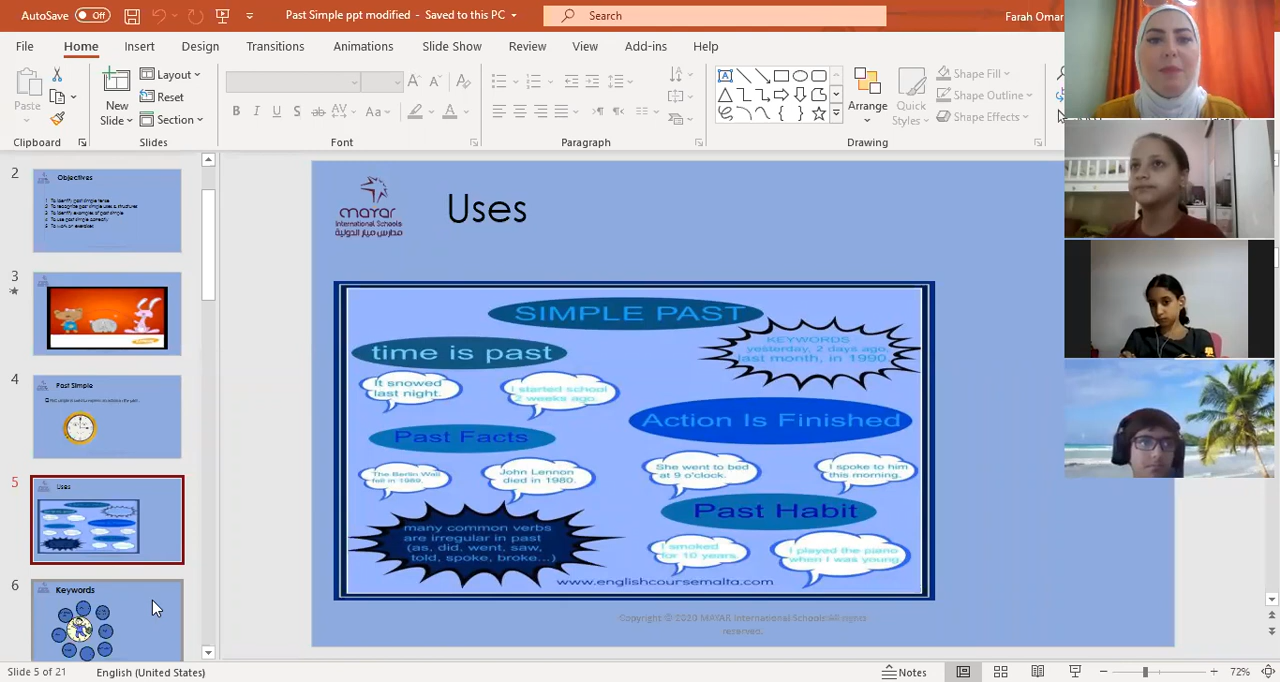 AutoSave Off Past Simple ppt modified - Saved to this PC Search Farah Omar
File Home Insert Design Transitions Animations Slide Show Review View Add-ins Help
Paste New Slide Layout Reset Section
B I U S ab AV Aa A
Arrange Quick Styles Shape Fill Shape Outline Shape Effects
Clipboard Slides Font Paragraph Drawing
2
Objectives
3
4
Past Simple
5
Uses
6
Keywords
MAYAR
International Schools
مدارس ميار الدولية
Uses
SIMPLE PAST
time is past
KEYWORDS
yesterday, 2 days ago,
last month, in 1990
It snowed
last night.
I started school
2 weeks ago.
Action Is Finished
Past Facts
The Berlin Wall
fell in 1989.
John Lennon
died in 1980.
She went to bed
at 9 o'clock.
I spoke to him
this morning.
many common verbs
are irregular in past
(as, did, went, saw,
told, spoke, broke...)
Past Habit
I smoked
for 10 years.
I played the piano
when I was young
www.englishcoursemalta.com
Copyright © 2020 MAYAR International Schools All rights
reserved.
Slide 5 of 21 English (United States) Notes 72%